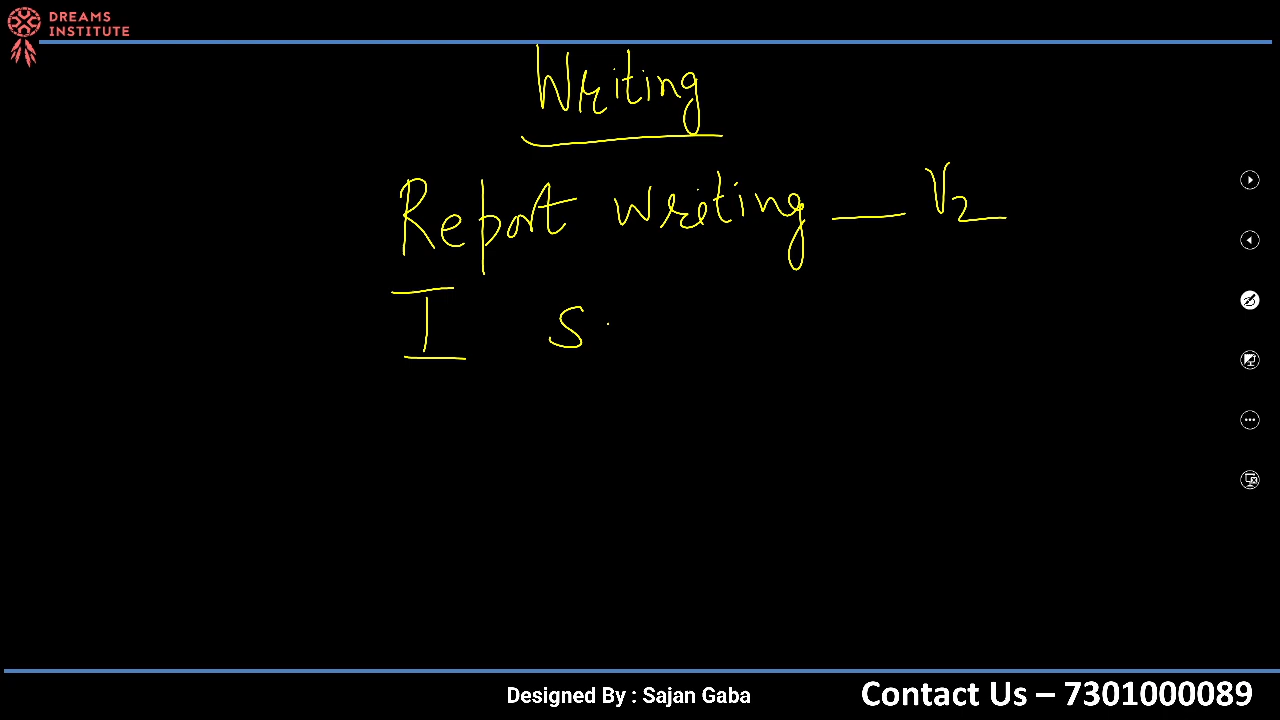 DREAMS
INSTITUTE
Writing
Report writing — V2
I S
Designed By : Sajan Gaba
Contact Us – 7301000089